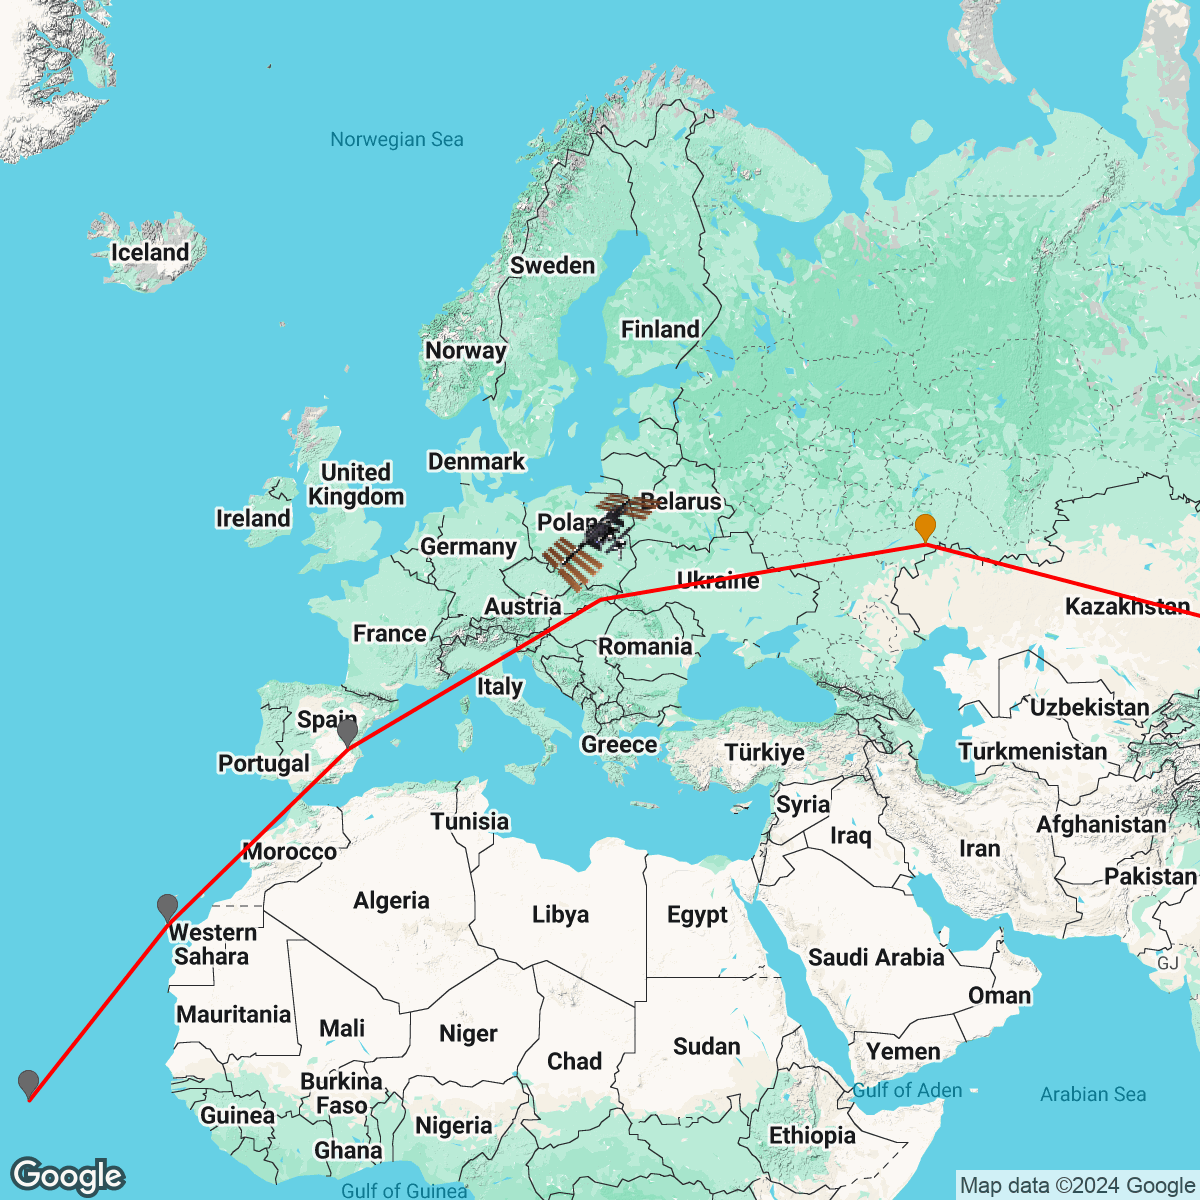 Norwegian Sea
Iceland
Sweden
Finland
Norway
Denmark
United
Kingdom
Ireland
Belarus
Polan
Germany
Ukraine
Austria
Kazakhstan
France
Romania
Italy
Spain
Uzbekistan
Portugal
Greece
Türkiye
Turkmenistan
Syria
Tunisia
Iraq
Afghanistan
Morocco
Iran
Pakistan
Algeria
Libya
Egypt
Western
Sahara
Saudi Arabia
GJ
Oman
Mauritania
Mali
Niger
Chad
Sudan
Yemen
Burkina
Faso
Gulf of Aden
Arabian Sea
Guinea
Nigeria
Ghana
Ethiopia
Gulf of Guinea
Google
Map data ©2024 Google